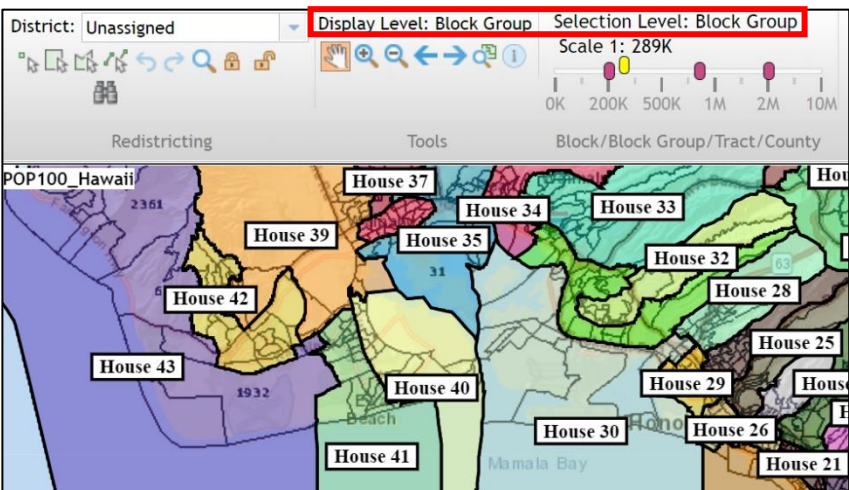 District: Unassigned
Display Level: Block Group
Selection Level: Block Group
Scale 1: 289K
0K 200K 500K 1M 2M 10M
Redistricting
Tools
Block/Block Group/Tract/County
POP100_Hawaii
House 37
Hou
2361
House 34
House 33
House 39
House 35
House 32
63
31
House 42
House 28
House 25
House 43
1932
House 40
House 29
House
Beach
House 30
Hono
House 26
H
House 41
Mamala Bay
House 21